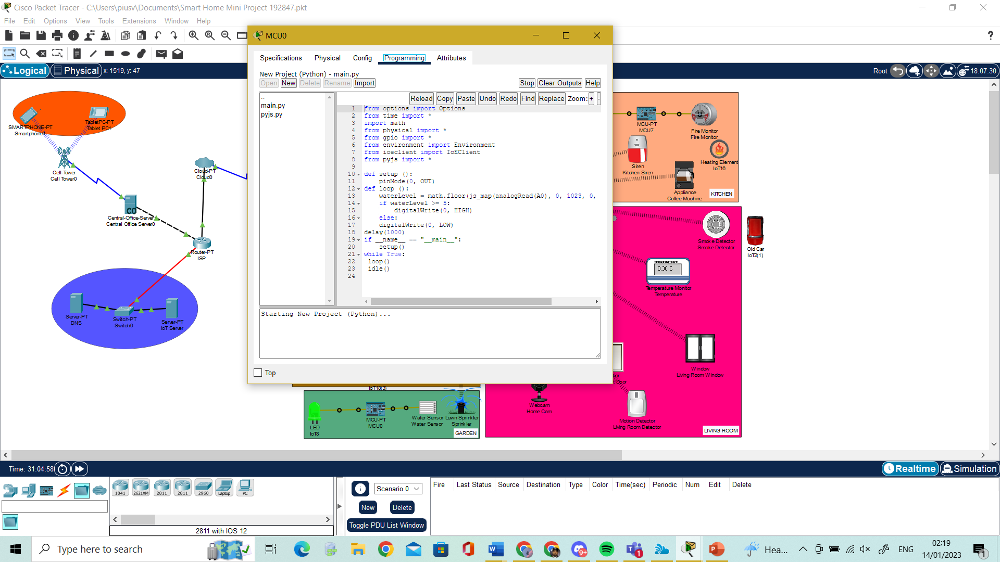 Cisco Packet Tracer - C:\Users\piusv\Documents\Smart Home Mini Project 192847.pkt
File Edit Options View Tools Extensions Window Help
Logical Physical x: 1519, y: 47
Root 18:07:30
MCU0
Specifications Physical Config Programming Attributes
New Project (Python) - main.py
Open New Delete Rename Import
Stop Clear Outputs Help
..
main.py
pyjs.py
Reload Copy Paste Undo Redo Find Replace Zoom: + -
1 from options import Options
2 from time import *
3 import math
4 from physical import *
5 from gpio import *
6 from environment import Environment
7 from ioeclient import IoEClient
8 from pyjs import *
9
10 def setup ():
11 pinMode(0, OUT)
12 def loop ():
13 waterLevel = math.floor(js_map(analogRead(A0), 0, 1023, 0,
14 if waterLevel >= 5:
15 digitalWrite(0, HIGH)
16 else:
17 digitalWrite(0, LOW)
18 delay(1000)
19 if __name__ == "__main__":
20 setup()
21 while True:
22 loop()
23 idle()
24
Starting New Project (Python)...
Top
SMARTPHONE-PT
Smartphone0
TabletPC-PT
Tablet PC1
Cell-Tower
Cell Tower0
Cloud-PT
Cloud0
CO
Central-Office-Server
Central Office Server0
Router-PT
ISP
Server-PT
DNS
Switch-PT
Switch0
Server-PT
IoT Server
MCU-PT
MCU7
Fire Monitor
Fire Monitor
Siren
Kitchen Siren
Heating Element
IoT16
Appliance
Coffee Machine
KITCHEN
Smoke Detector
Smoke Detector
Old Car
IoT2(1)
TEMPERATURE
0.00 C
Temperature Monitor
Temperature
Window
Living Room Window
Door
Webcam
Home Cam
Motion Detector
Living Room Detector
LIVING ROOM
IoT18(3)
LED
IoT8
MCU-PT
MCU0
Water Sensor
Water Sensor
Lawn Sprinkler
Sprinkler
GARDEN
Time: 31:04:58
Realtime Simulation
1841 2621XM 2811 2811 2960 Laptop PC
2811 with IOS 12
Scenario 0
New Delete
Toggle PDU List Window
Fire Last Status Source Destination Type Color Time(sec) Periodic Num Edit Delete
Type here to search
9+
1
Hea...
ENG
02:19
14/01/2023
1